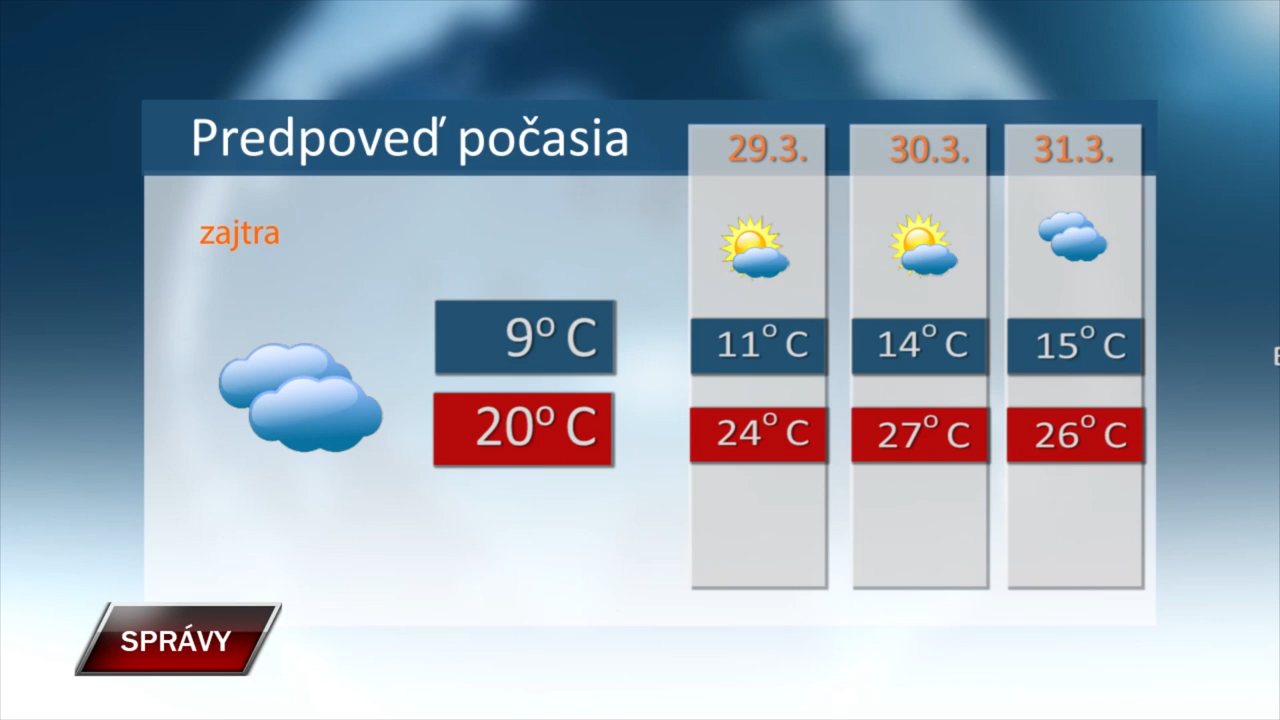 Predpoveď počasia
zajtra
9° C
20° C
29.3.
11° C
24° C
30.3.
14° C
27° C
31.3.
15° C
26° C
SPRÁVY